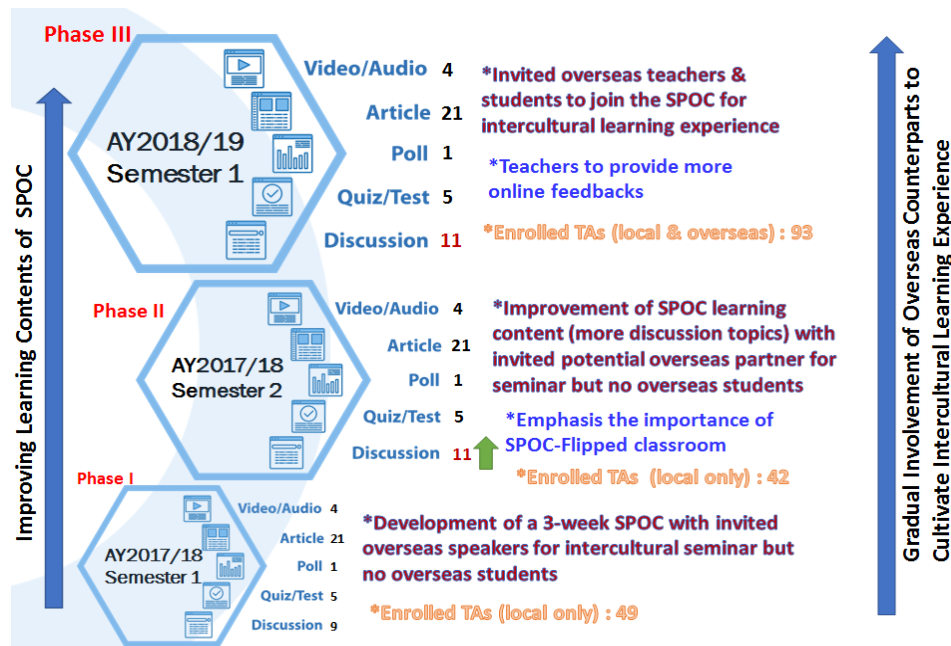 Phase III
AY2018/19
Semester 1
Video/Audio 4
Article 21
Poll 1
Quiz/Test 5
Discussion 11
*Invited overseas teachers &
students to join the SPOC for
intercultural learning experience
*Teachers to provide more
online feedbacks
*Enrolled TAs (local & overseas) : 93
Phase II
AY2017/18
Semester 2
Video/Audio 4
Article 21
Poll 1
Quiz/Test 5
Discussion 11
*Improvement of SPOC learning
content (more discussion topics) with
invited potential overseas partner for
seminar but no overseas students
*Emphasis the importance of
SPOC-Flipped classroom
*Enrolled TAs (local only) : 42
Phase I
AY2017/18
Semester 1
Video/Audio 4
Article 21
Poll 1
Quiz/Test 5
Discussion 9
*Development of a 3-week SPOC with invited
overseas speakers for intercultural seminar but
no overseas students
*Enrolled TAs (local only) : 49
Improving Learning Contents of SPOC
Gradual Involvement of Overseas Counterparts to
Cultivate Intercultural Learning Experience